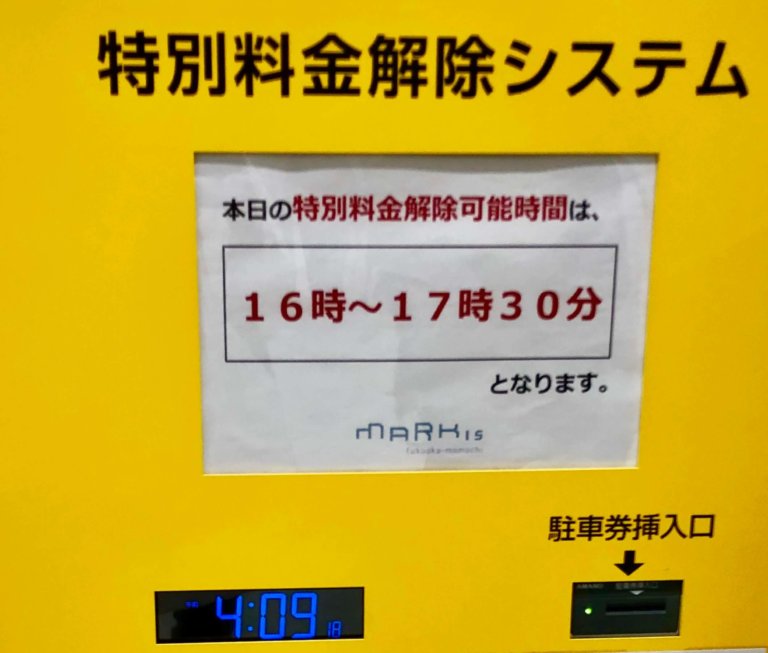 特別料金解除システム
本日の特別料金解除可能時間は、
16時～17時30分
となります。
MARK IS
fukuoka-momochi
駐車券挿入口
4:09 18